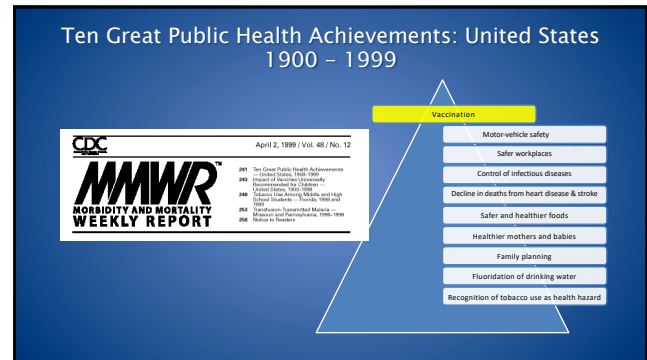 Ten Great Public Health Achievements: United States
1900 – 1999
CDC
April 2, 1999 / Vol. 48 / No. 12
MMWR™
MORBIDITY AND MORTALITY
WEEKLY REPORT
241 Ten Great Public Health Achievements
— United States, 1900–1999
243 Impact of Vaccines Universally
Recommended for Children —
United States, 1900–1998
248 Tobacco Use Among Middle and High
School Students — Florida, 1998 and
1999
253 Transfusion-Transmitted Malaria —
Missouri and Pennsylvania, 1996–1998
256 Notice to Readers
Vaccination
Motor-vehicle safety
Safer workplaces
Control of infectious diseases
Decline in deaths from heart disease & stroke
Safer and healthier foods
Healthier mothers and babies
Family planning
Fluoridation of drinking water
Recognition of tobacco use as health hazard